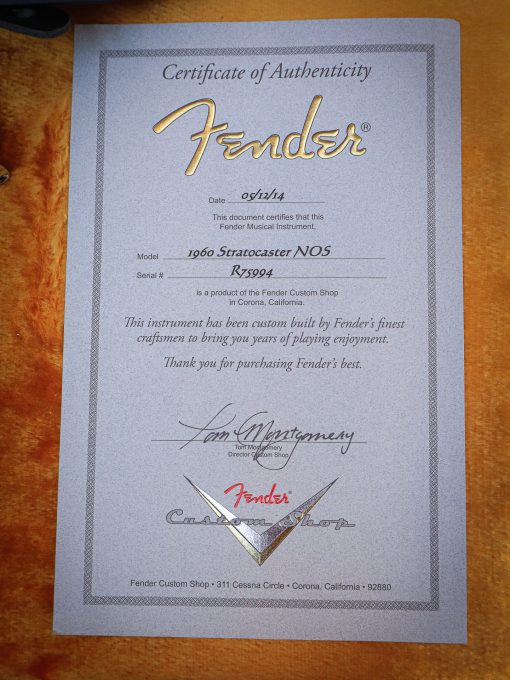 Certificate of Authenticity
Fender®
Date 05/12/14
This document certifies that this
Fender Musical Instrument,
Model 1960 Stratocaster NOS
Serial # R75994
is a product of the Fender Custom Shop
in Corona, California.
This instrument has been custom built by Fender's finest
craftsmen to bring you years of playing enjoyment.
Thank you for purchasing Fender's best.
Tom Montgomery
Tom Montgomery
Director Custom Shop
Fender®
Custom Shop
Fender Custom Shop • 311 Cessna Circle • Corona, California • 92880